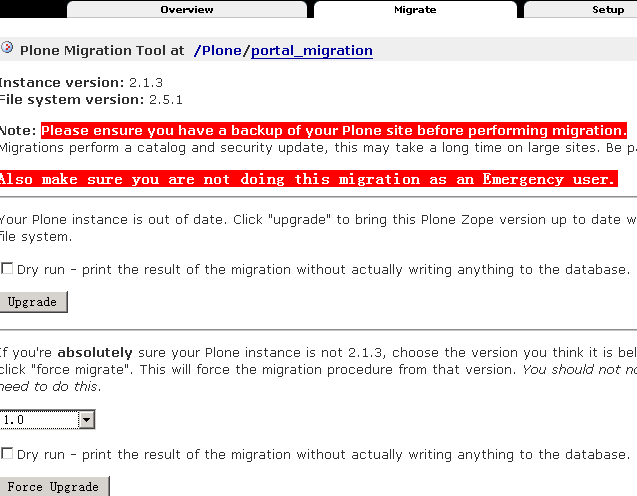 Overview Migrate Setup
Plone Migration Tool at /Plone/portal_migration
Instance version: 2.1.3
File system version: 2.5.1
Note: Please ensure you have a backup of your Plone site before performing migration.
Migrations perform a catalog and security update, this may take a long time on large sites. Be
Also make sure you are not doing this migration as an Emergency user.
Your Plone instance is out of date. Click "upgrade" to bring this Plone Zope version up to date
file system.
Dry run - print the result of the migration without actually writing anything to the database.
Upgrade
If you're absolutely sure your Plone instance is not 2.1.3, choose the version you think it is
click "force migrate". This will force the migration procedure from that version. You should not
need to do this.
1.0
Dry run - print the result of the migration without actually writing anything to the database.
Force Upgrade